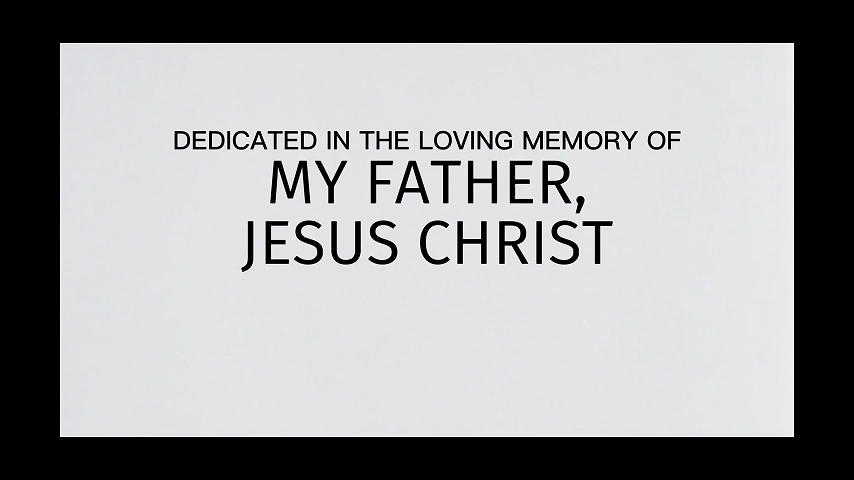 DEDICATED IN THE LOVING MEMORY OF
MY FATHER,
JESUS CHRIST